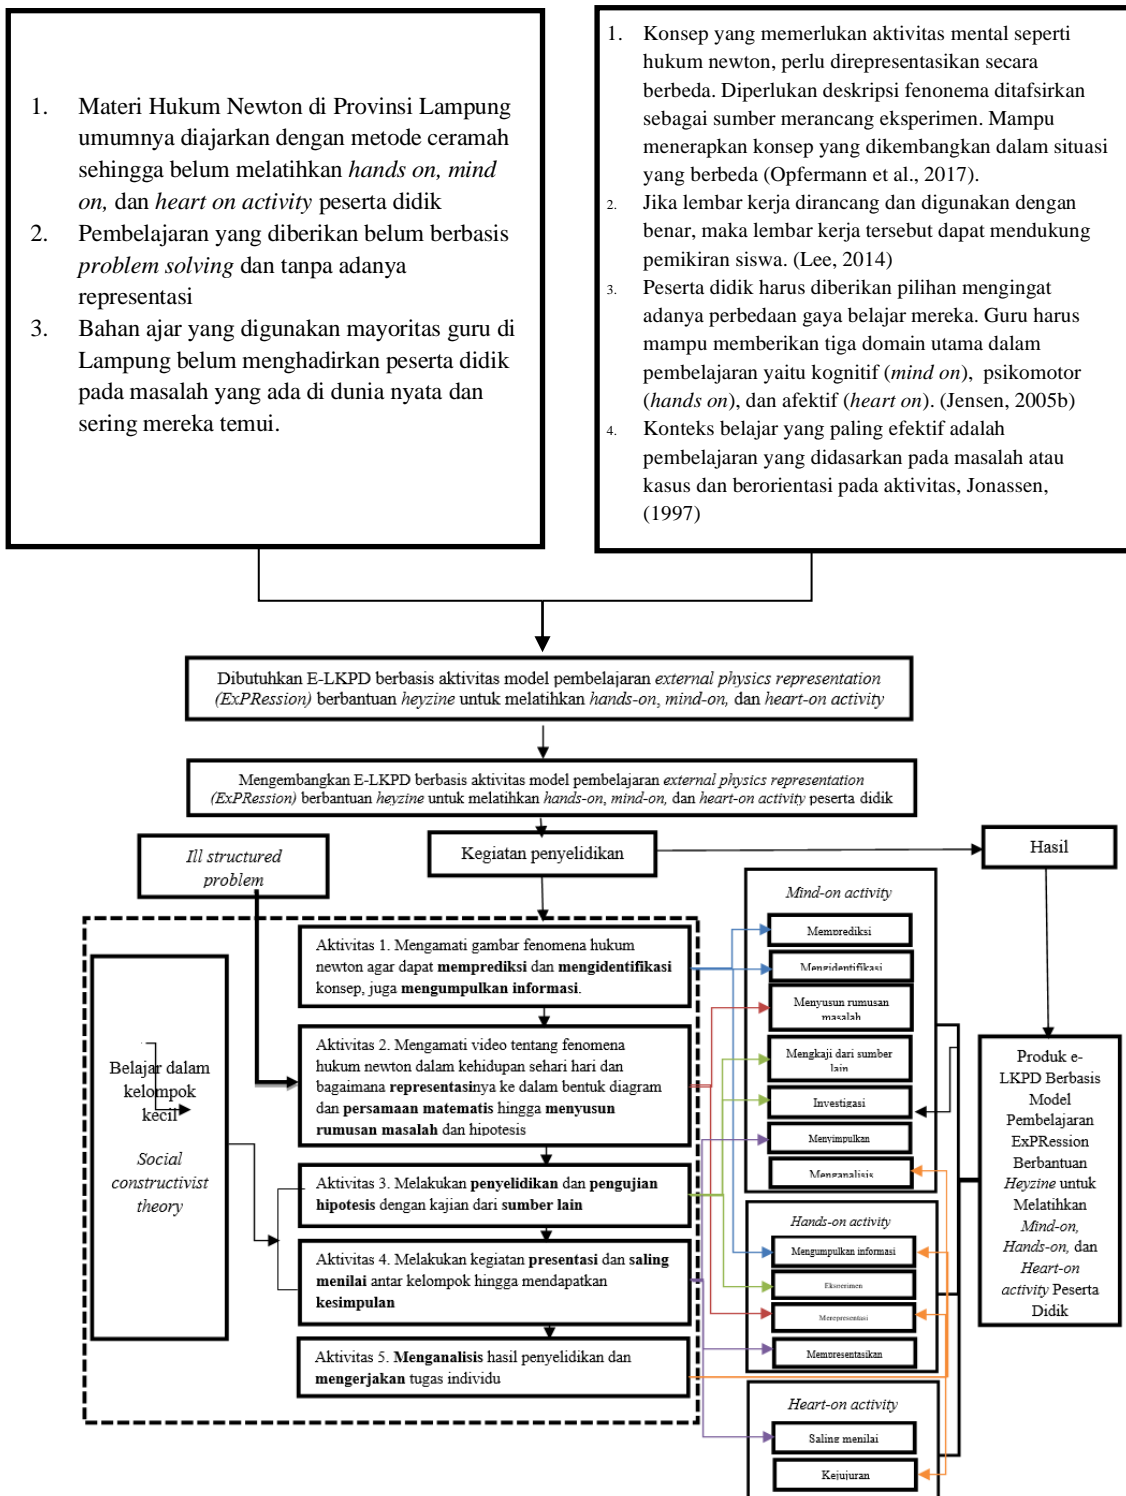 1. Materi Hukum Newton di Provinsi Lampung
umumnya diajarkan dengan metode ceramah
sehingga belum melatihkan hands on, mind
on, dan heart on activity peserta didik
2. Pembelajaran yang diberikan belum berbasis
problem solving dan tanpa adanya
representasi
3. Bahan ajar yang digunakan mayoritas guru di
Lampung belum menghadirkan peserta didik
pada masalah yang ada di dunia nyata dan
sering mereka temui.
1. Konsep yang memerlukan aktivitas mental seperti
hukum newton, perlu direpresentasikan secara
berbeda. Diperlukan deskripsi fenonema ditafsirkan
sebagai sumber merancang eksperimen. Mampu
menerapkan konsep yang dikembangkan dalam situasi
yang berbeda (Opfermann et al., 2017).
2. Jika lembar kerja dirancang dan digunakan dengan
benar, maka lembar kerja tersebut dapat mendukung
pemikiran siswa. (Lee, 2014)
3. Peserta didik harus diberikan pilihan mengingat
adanya perbedaan gaya belajar mereka. Guru harus
mampu memberikan tiga domain utama dalam
pembelajaran yaitu kognitif (mind on), psikomotor
(hands on), dan afektif (heart on). (Jensen, 2005b)
4. Konteks belajar yang paling efektif adalah
pembelajaran yang didasarkan pada masalah atau
kasus dan berorientasi pada aktivitas, Jonassen,
(1997)
Dibutuhkan E-LKPD berbasis aktivitas model pembelajaran external physics representation
(ExPRession) berbantuan heyzine untuk melatihkan hands-on, mind-on, dan heart-on activity
Mengembangkan E-LKPD berbasis aktivitas model pembelajaran external physics representation
(ExPRession) berbantuan heyzine untuk melatihkan hands-on, mind-on, dan heart-on activity peserta didik
Ill structured
problem
Kegiatan penyelidikan
Hasil
Belajar dalam
kelompok
kecil
Social
constructivist
theory
Aktivitas 1. Mengamati gambar fenomena hukum
newton agar dapat memprediksi dan mengidentifikasi
konsep, juga mengumpulkan informasi.
Aktivitas 2. Mengamati video tentang fenomena
hukum newton dalam kehidupan sehari hari dan
bagaimana representasinya ke dalam bentuk diagram
dan persamaan matematis hingga menyusun
rumusan masalah dan hipotesis
Aktivitas 3. Melakukan penyelidikan dan pengujian
hipotesis dengan kajian dari sumber lain
Aktivitas 4. Melakukan kegiatan presentasi dan saling
menilai antar kelompok hingga mendapatkan
kesimpulan
Aktivitas 5. Menganalisis hasil penyelidikan dan
mengerjakan tugas individu
Mind-on activity
Memprediksi
Mengidentifikasi
Menyusun rumusan
masalah
Mengkaji dari sumber
lain
Investigasi
Menyimpulkan
Menganalisis
Hands-on activity
Mengumpulkan informasi
Eksperimen
Merepresentasi
Mempresentasikan
Heart-on activity
Saling menilai
Kejujuran
Produk e-
LKPD Berbasis
Model
Pembelajaran
ExPRession
Berbantuan
Heyzine untuk
Melatihkan
Mind-on,
Hands-on, dan
Heart-on
activity Peserta
Didik